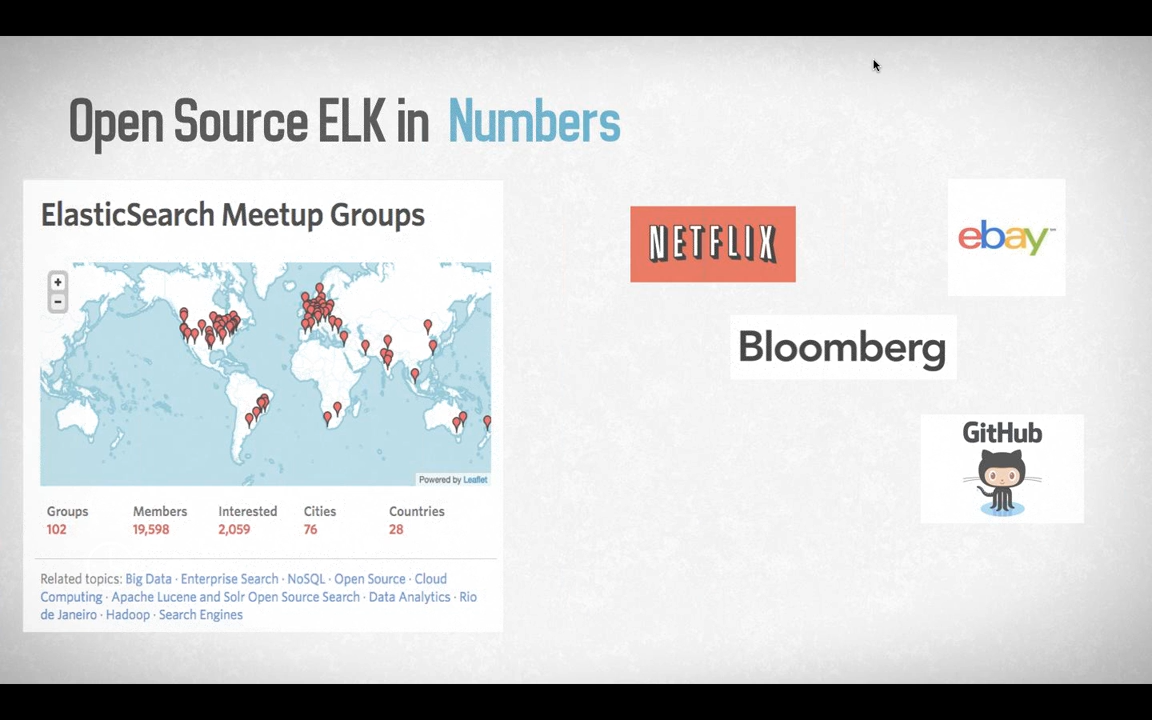 Open Source ELK in Numbers
ElasticSearch Meetup Groups
+
−
Powered by Leaflet
Groups Members Interested Cities Countries
102 19,598 2,059 76 28
Related topics: Big Data · Enterprise Search · NoSQL · Open Source · Cloud
Computing · Apache Lucene and Solr Open Source Search · Data Analytics · Rio
de Janeiro · Hadoop · Search Engines
NETFLIX
ebay™
Bloomberg
GitHub